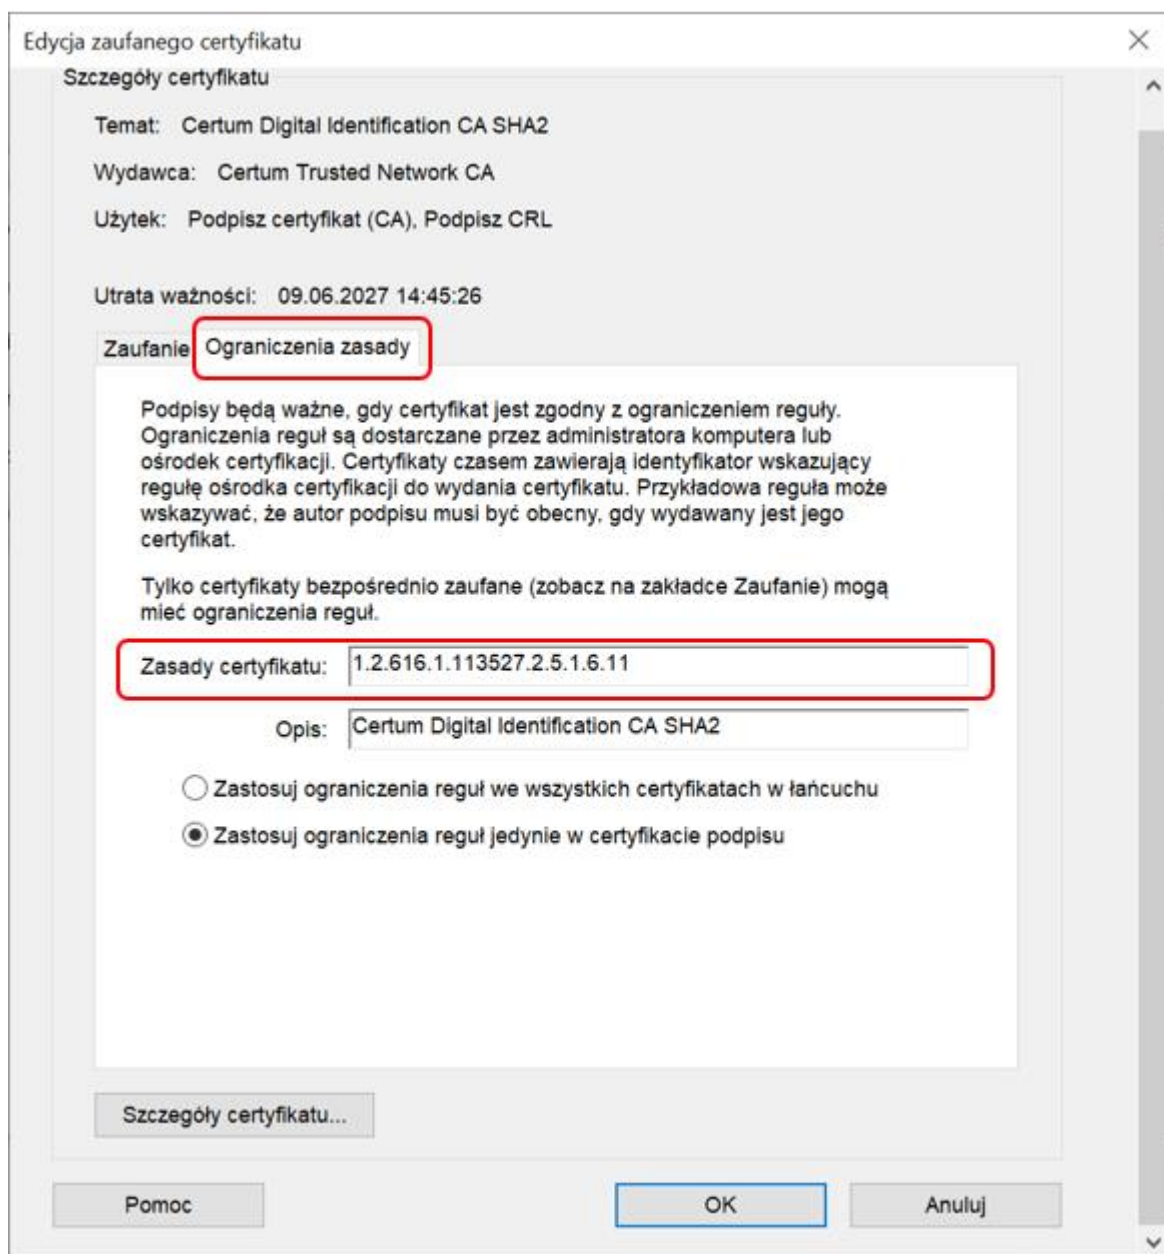 Edycja zaufanego certyfikatu
Szczegóły certyfikatu
Temat: Certum Digital Identification CA SHA2
Wydawca: Certum Trusted Network CA
Użytek: Podpisz certyfikat (CA), Podpisz CRL
Utrata ważności: 09.06.2027 14:45:26
Zaufanie Ograniczenia zasady
Podpisy będą ważne, gdy certyfikat jest zgodny z ograniczeniem reguły.
Ograniczenia reguł są dostarczane przez administratora komputera lub
ośrodek certyfikacji. Certyfikaty czasem zawierają identyfikator wskazujący
regułę ośrodka certyfikacji do wydania certyfikatu. Przykładowa reguła może
wskazywać, że autor podpisu musi być obecny, gdy wydawany jest jego
certyfikat.
Tylko certyfikaty bezpośrednio zaufane (zobacz na zakładce Zaufanie) mogą
mieć ograniczenia reguł.
Zasady certyfikatu: 1.2.616.1.113527.2.5.1.6.11
Opis: Certum Digital Identification CA SHA2
Zastosuj ograniczenia reguł we wszystkich certyfikatach w łańcuchu
Zastosuj ograniczenia reguł jedynie w certyfikacie podpisu
Szczegóły certyfikatu...
Pomoc OK Anuluj